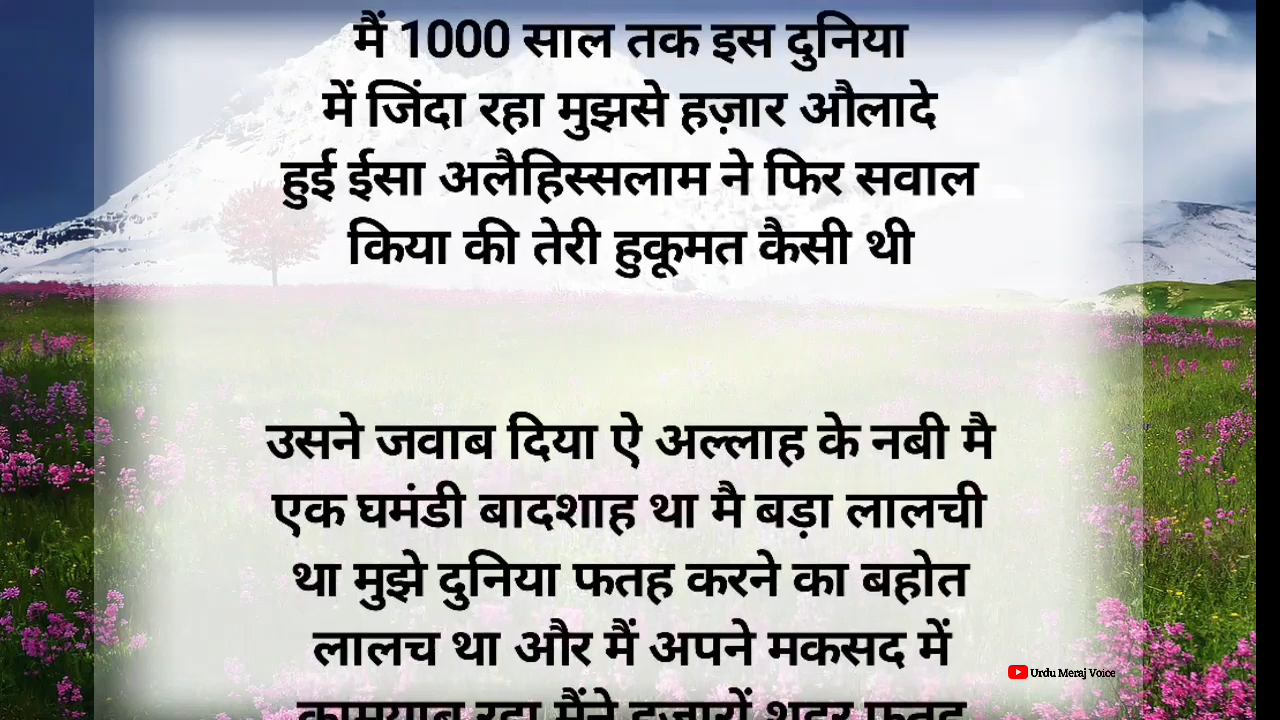 मैं 1000 साल तक इस दुनिया
में जिंदा रहा मुझसे हज़ार औलादे
हुई ईसा अलैहिस्सलाम ने फिर सवाल
किया की तेरी हुकूमत कैसी थी
उसने जवाब दिया ऐ अल्लाह के नबी मै
एक घमंडी बादशाह था मै बड़ा लालची
था मुझे दुनिया फतह करने का बहोत
लालच था और मैं अपने मकसद में
Urdu Meraj Voice
कामयाब रहा मैंने हजारों शहर फतह